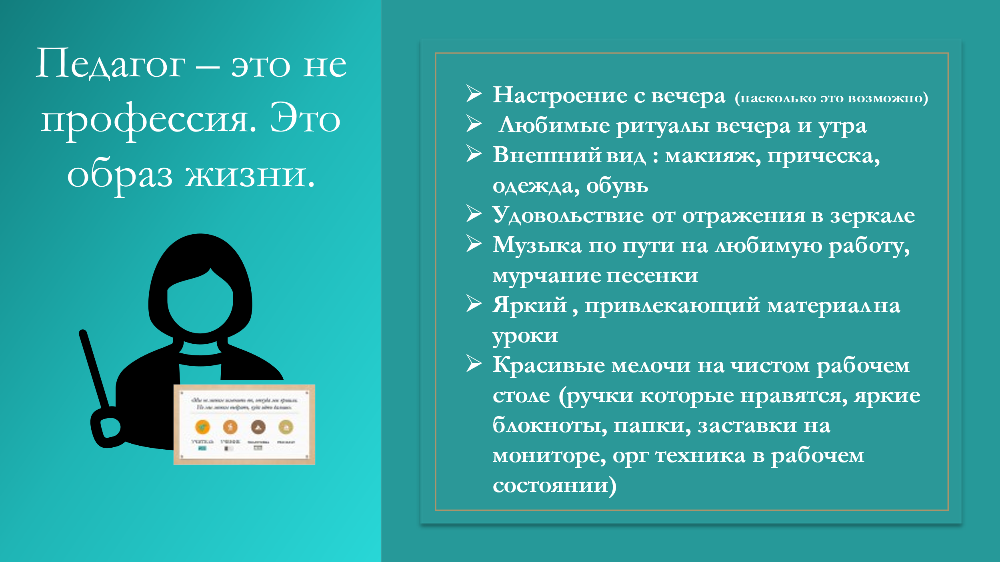 Педагог – это не
профессия. Это
образ жизни.
Настроение с вечера (насколько это возможно)
Любимые ритуалы вечера и утра
Внешний вид : макияж, прическа,
одежда, обувь
Удовольствие от отражения в зеркале
Музыка по пути на любимую работу,
мурчание песенки
Яркий , привлекающий материал на
уроки
Красивые мелочи на чистом рабочем
столе (ручки которые нравятся, яркие
блокноты, папки, заставки на
мониторе, орг техника в рабочем
состоянии)